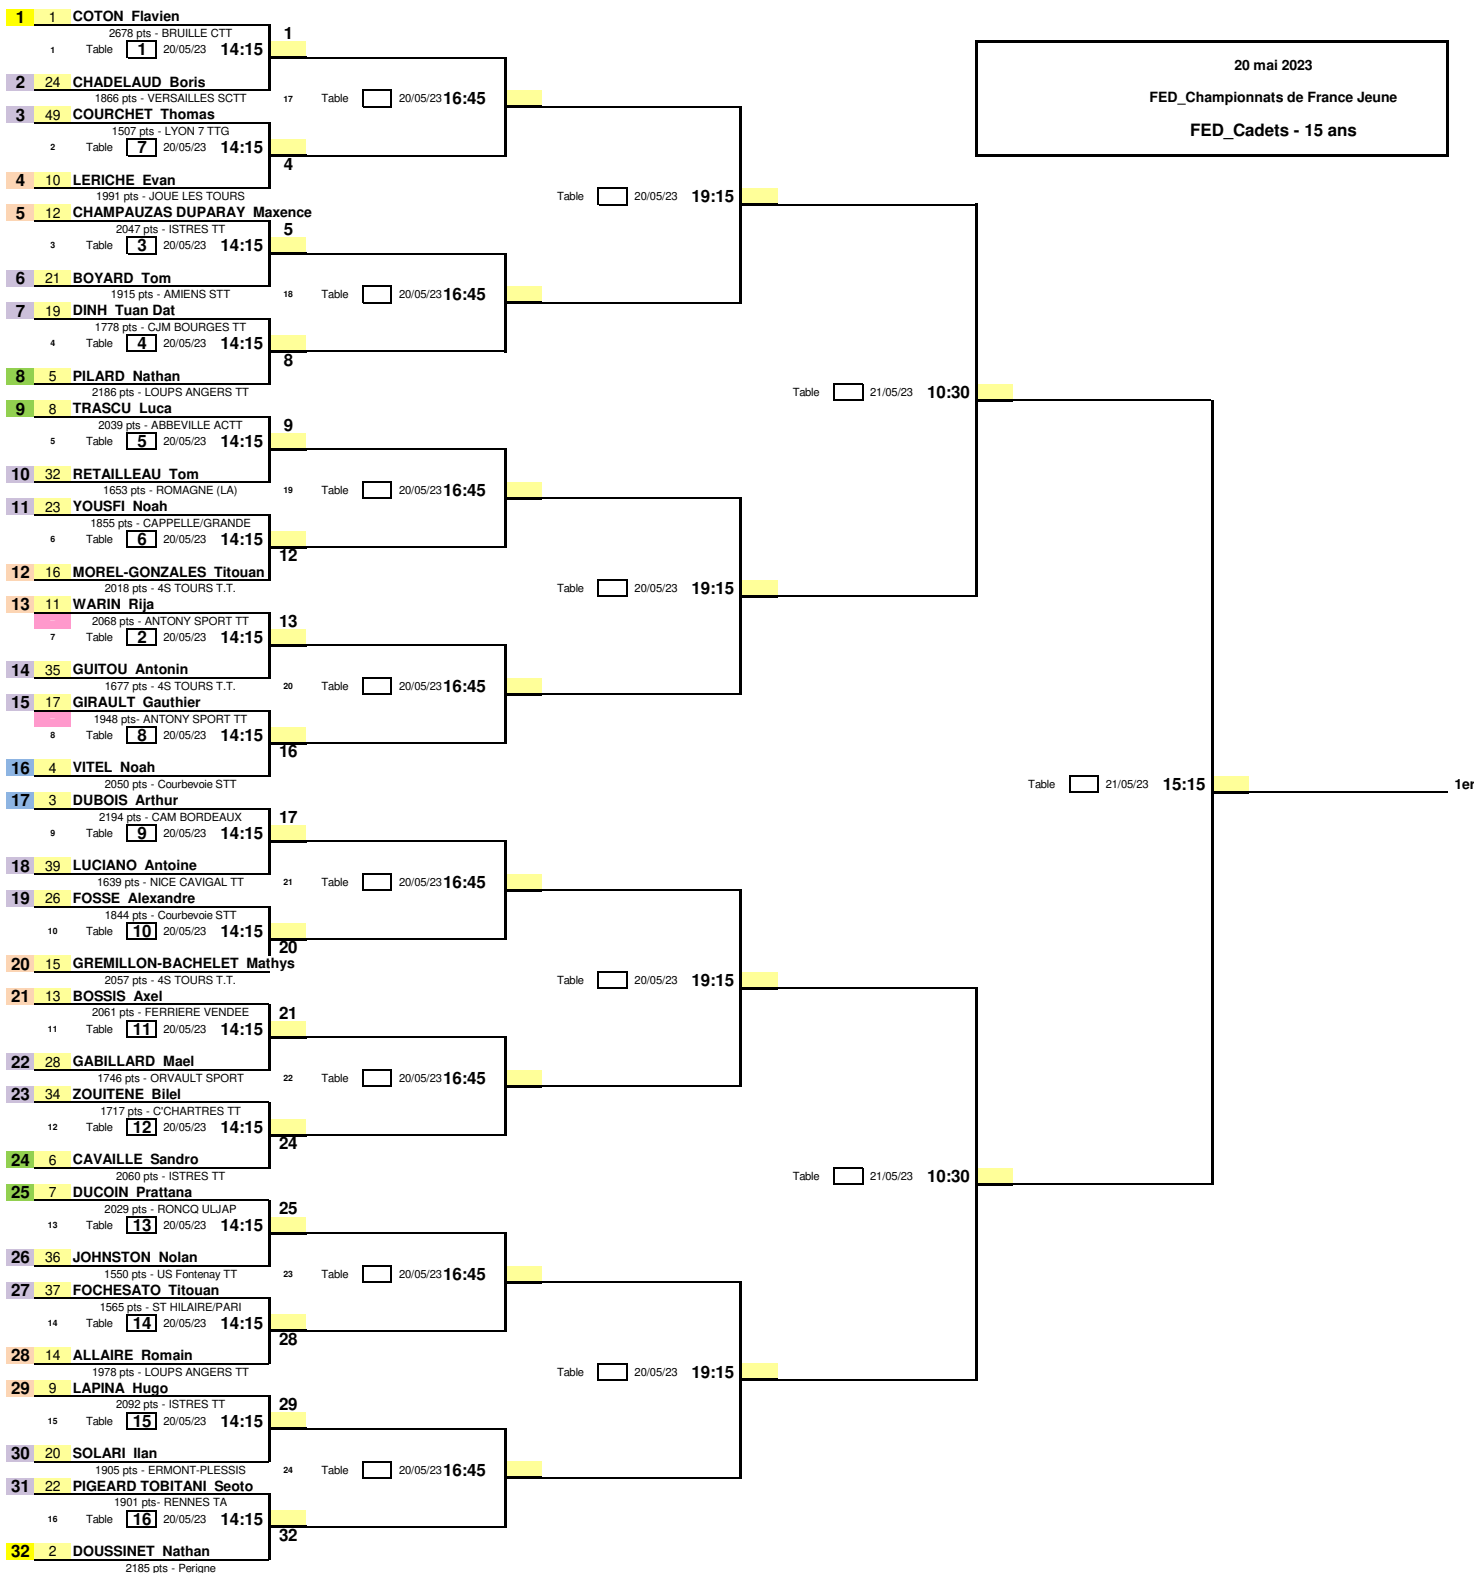 20 mai 2023
FED_Championnats de France Jeune
FED_Cadets - 15 ans
1 1 COTON Flavien
2678 pts - BRUILLE CTT 1
1 Table 1 20/05/23 14:15
2 24 CHADELAUD Boris
1866 pts - VERSAILLES SCTT 17 Table 20/05/23 16:45
3 49 COURCHET Thomas
1507 pts - LYON 7 TTG
2 Table 7 20/05/23 14:15
4
4 10 LERICHE Evan
1991 pts - JOUE LES TOURS Table 20/05/23 19:15
5 12 CHAMPAUZAS DUPARAY Maxence
2047 pts - ISTRES TT 5
3 Table 3 20/05/23 14:15
6 21 BOYARD Tom
1915 pts - AMIENS STT 18 Table 20/05/23 16:45
7 19 DINH Tuan Dat
1778 pts - CJM BOURGES TT
4 Table 4 20/05/23 14:15
8
8 5 PILARD Nathan
2186 pts - LOUPS ANGERS TT Table 21/05/23 10:30
9 8 TRASCU Luca
2039 pts - ABBEVILLE ACTT 9
5 Table 5 20/05/23 14:15
10 32 RETAILLEAU Tom
1653 pts - ROMAGNE (LA) 19 Table 20/05/23 16:45
11 23 YOUSFI Noah
1855 pts - CAPPELLE/GRANDE
6 Table 6 20/05/23 14:15
12
12 16 MOREL-GONZALES Titouan
2018 pts - 4S TOURS T.T. Table 20/05/23 19:15
13 11 WARIN Rija
2068 pts - ANTONY SPORT TT 13
7 Table 2 20/05/23 14:15
14 35 GUITOU Antonin
1677 pts - 4S TOURS T.T. 20 Table 20/05/23 16:45
15 17 GIRAULT Gauthier
1948 pts- ANTONY SPORT TT
8 Table 8 20/05/23 14:15
16
16 4 VITEL Noah
2050 pts - Courbevoie STT Table 21/05/23 15:15 1er
17 3 DUBOIS Arthur
2194 pts - CAM BORDEAUX 17
9 Table 9 20/05/23 14:15
18 39 LUCIANO Antoine
1639 pts - NICE CAVIGAL TT 21 Table 20/05/23 16:45
19 26 FOSSE Alexandre
1844 pts - Courbevoie STT
10 Table 10 20/05/23 14:15
20
20 15 GREMILLON-BACHELET Mathys
2057 pts - 4S TOURS T.T. Table 20/05/23 19:15
21 13 BOSSIS Axel
2061 pts - FERRIERE VENDEE 21
11 Table 11 20/05/23 14:15
22 28 GABILLARD Mael
1746 pts - ORVAULT SPORT 22 Table 20/05/23 16:45
23 34 ZOUITENE Bilel
1717 pts - C'CHARTRES TT
12 Table 12 20/05/23 14:15
24
24 6 CAVAILLE Sandro
2060 pts - ISTRES TT Table 21/05/23 10:30
25 7 DUCOIN Prattana
2029 pts - RONCQ ULJAP 25
13 Table 13 20/05/23 14:15
26 36 JOHNSTON Nolan
1550 pts - US Fontenay TT 23 Table 20/05/23 16:45
27 37 FOCHESATO Titouan
1565 pts - ST HILAIRE/PARI
14 Table 14 20/05/23 14:15
28
28 14 ALLAIRE Romain
1978 pts - LOUPS ANGERS TT Table 20/05/23 19:15
29 9 LAPINA Hugo
2092 pts - ISTRES TT 29
15 Table 15 20/05/23 14:15
30 20 SOLARI Ilan
1905 pts - ERMONT-PLESSIS 24 Table 20/05/23 16:45
31 22 PIGEARD TOBITANI Seoto
1901 pts- RENNES TA
16 Table 16 20/05/23 14:15
32
32 2 DOUSSINET Nathan
2185 pts - Perigne